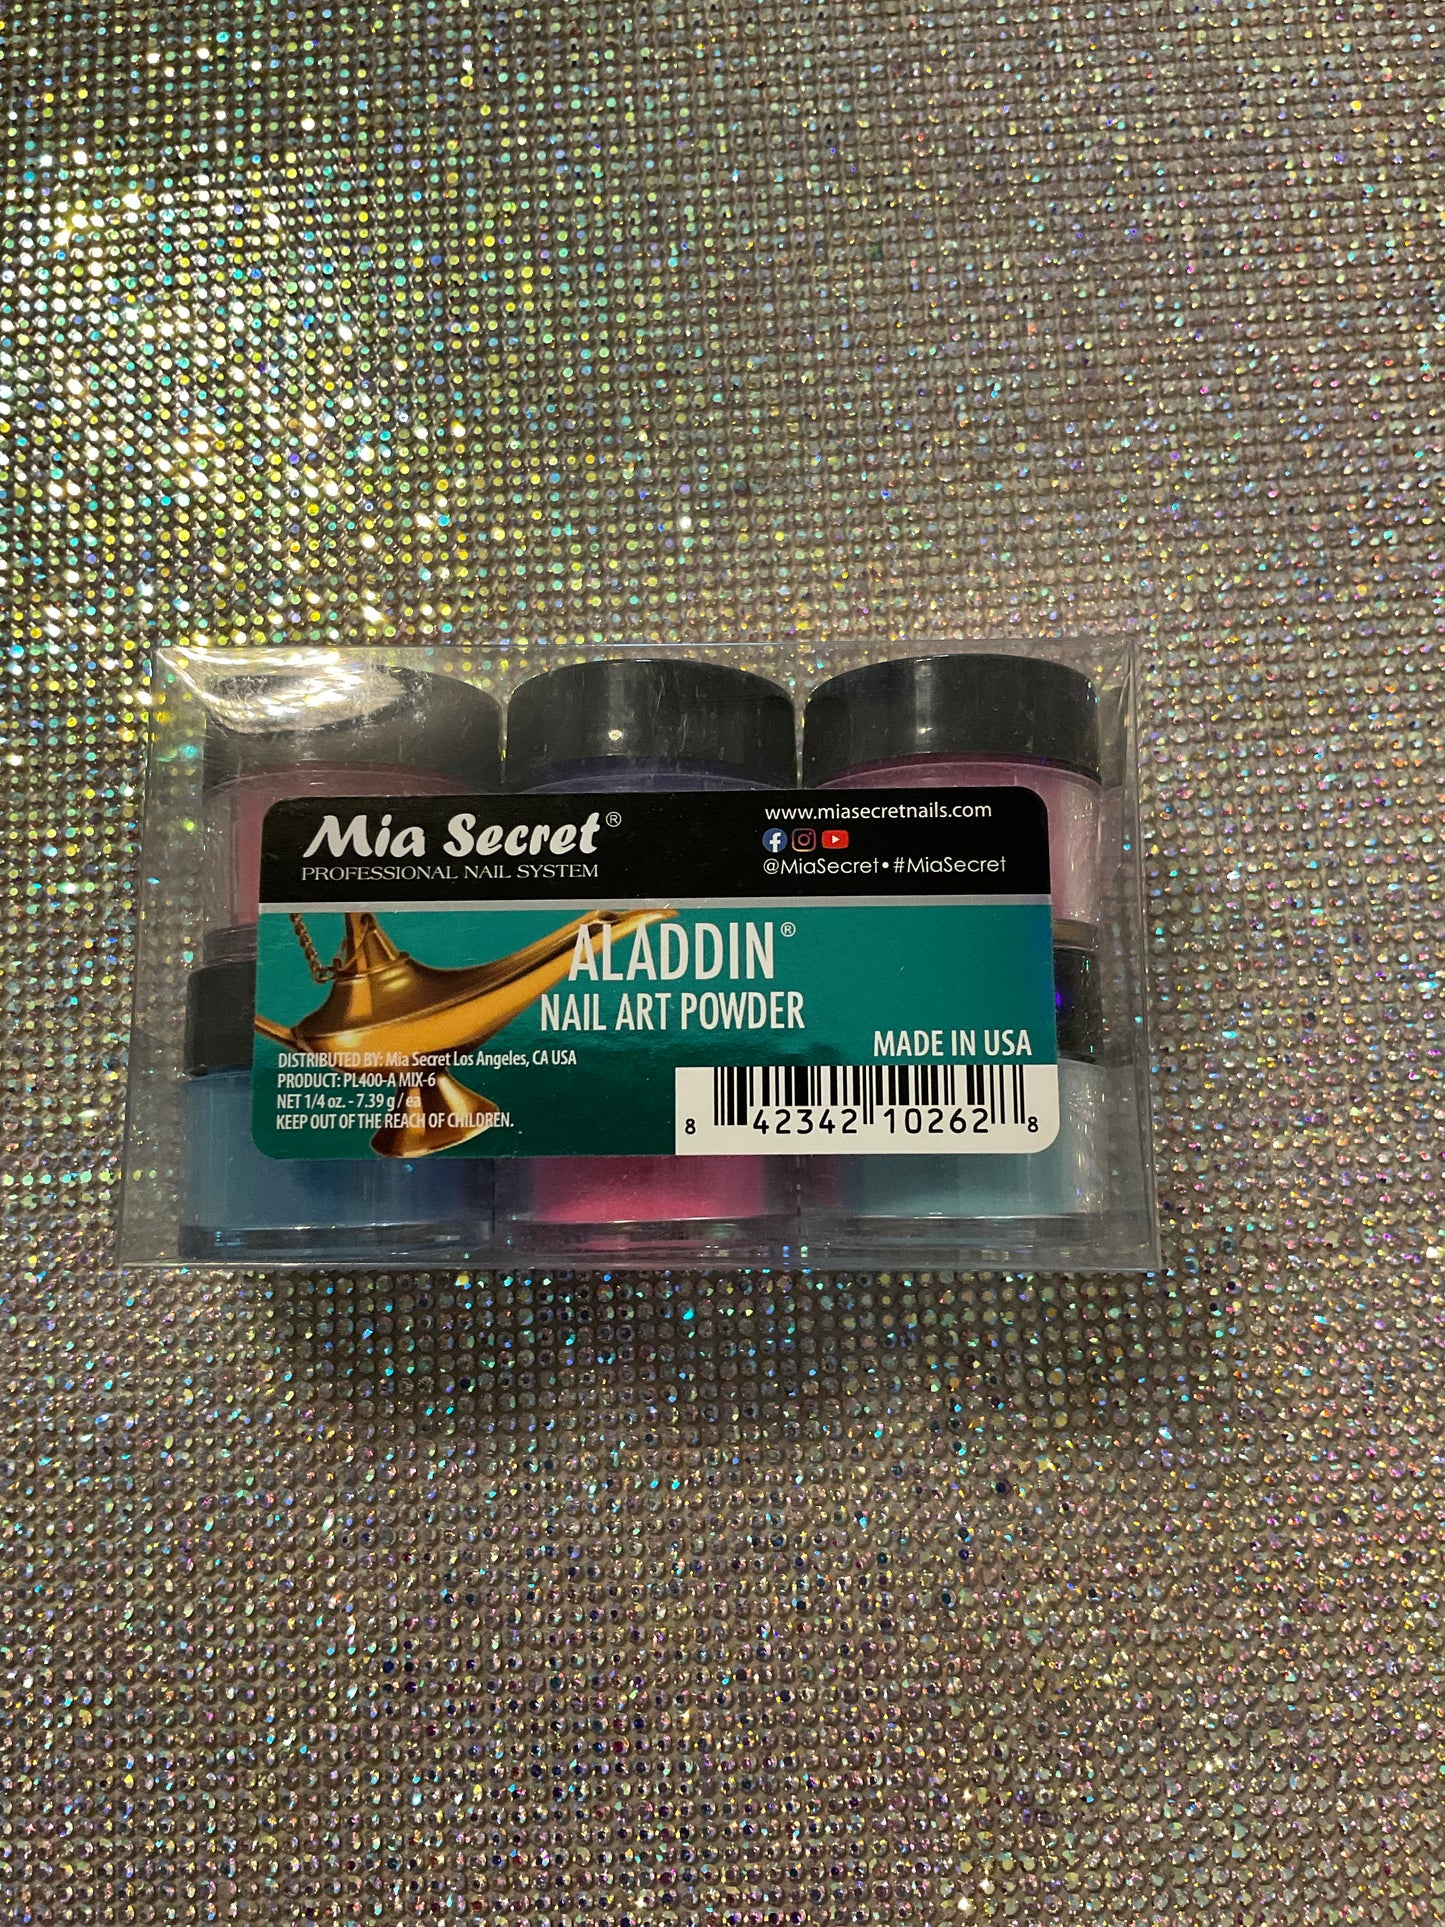 Mia Secret®
PROFESSIONAL NAIL SYSTEM
www.miasecretnails.com
@MiaSecret•#MiaSecret
ALADDIN®
NAIL ART POWDER
MADE IN USA
DISTRIBUTED BY: Mia Secret Los Angeles, CA USA
PRODUCT: PL400-A MIX-6
NET 1/4 oz. - 7.39 g / ea
KEEP OUT OF THE REACH OF CHILDREN.
8 42342 10262 8